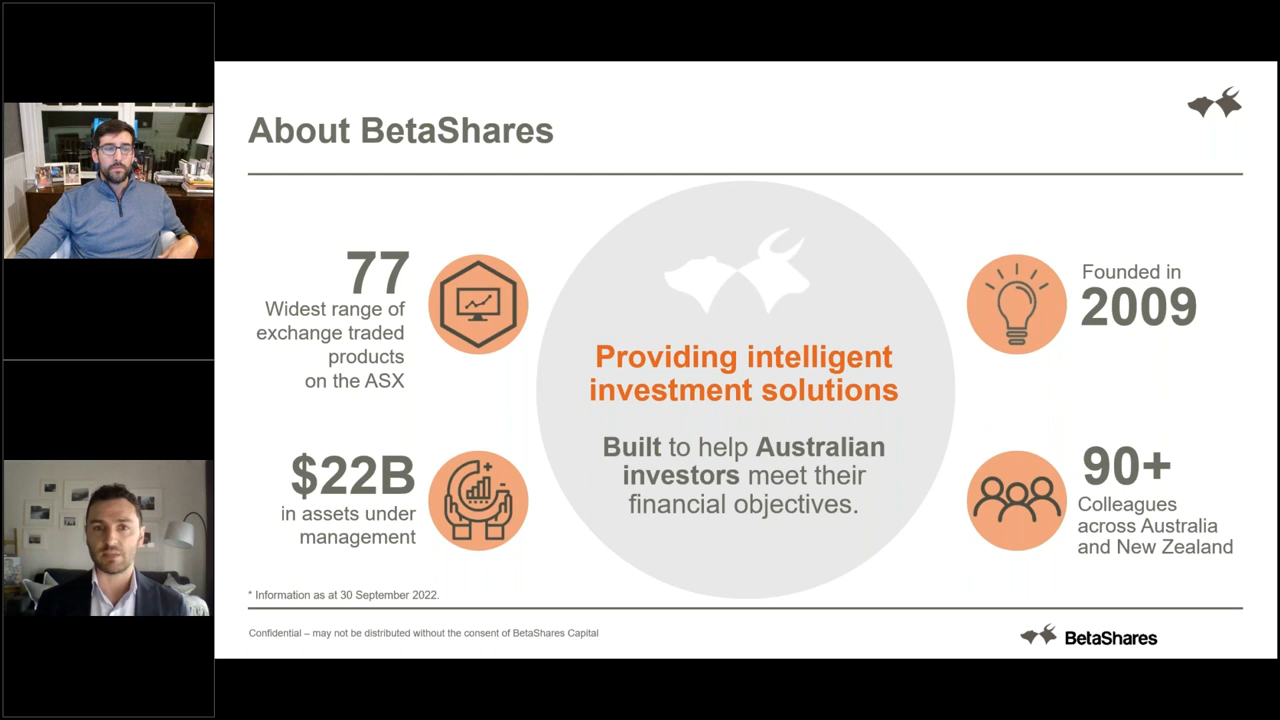 About BetaShares
77
Widest range of
exchange traded
products
on the ASX
$22B
in assets under
management
Providing intelligent
investment solutions
Built to help Australian
investors meet their
financial objectives.
Founded in
2009
90+
Colleagues
across Australia
and New Zealand
* Information as at 30 September 2022.
Confidential – may not be distributed without the consent of BetaShares Capital
BetaShares